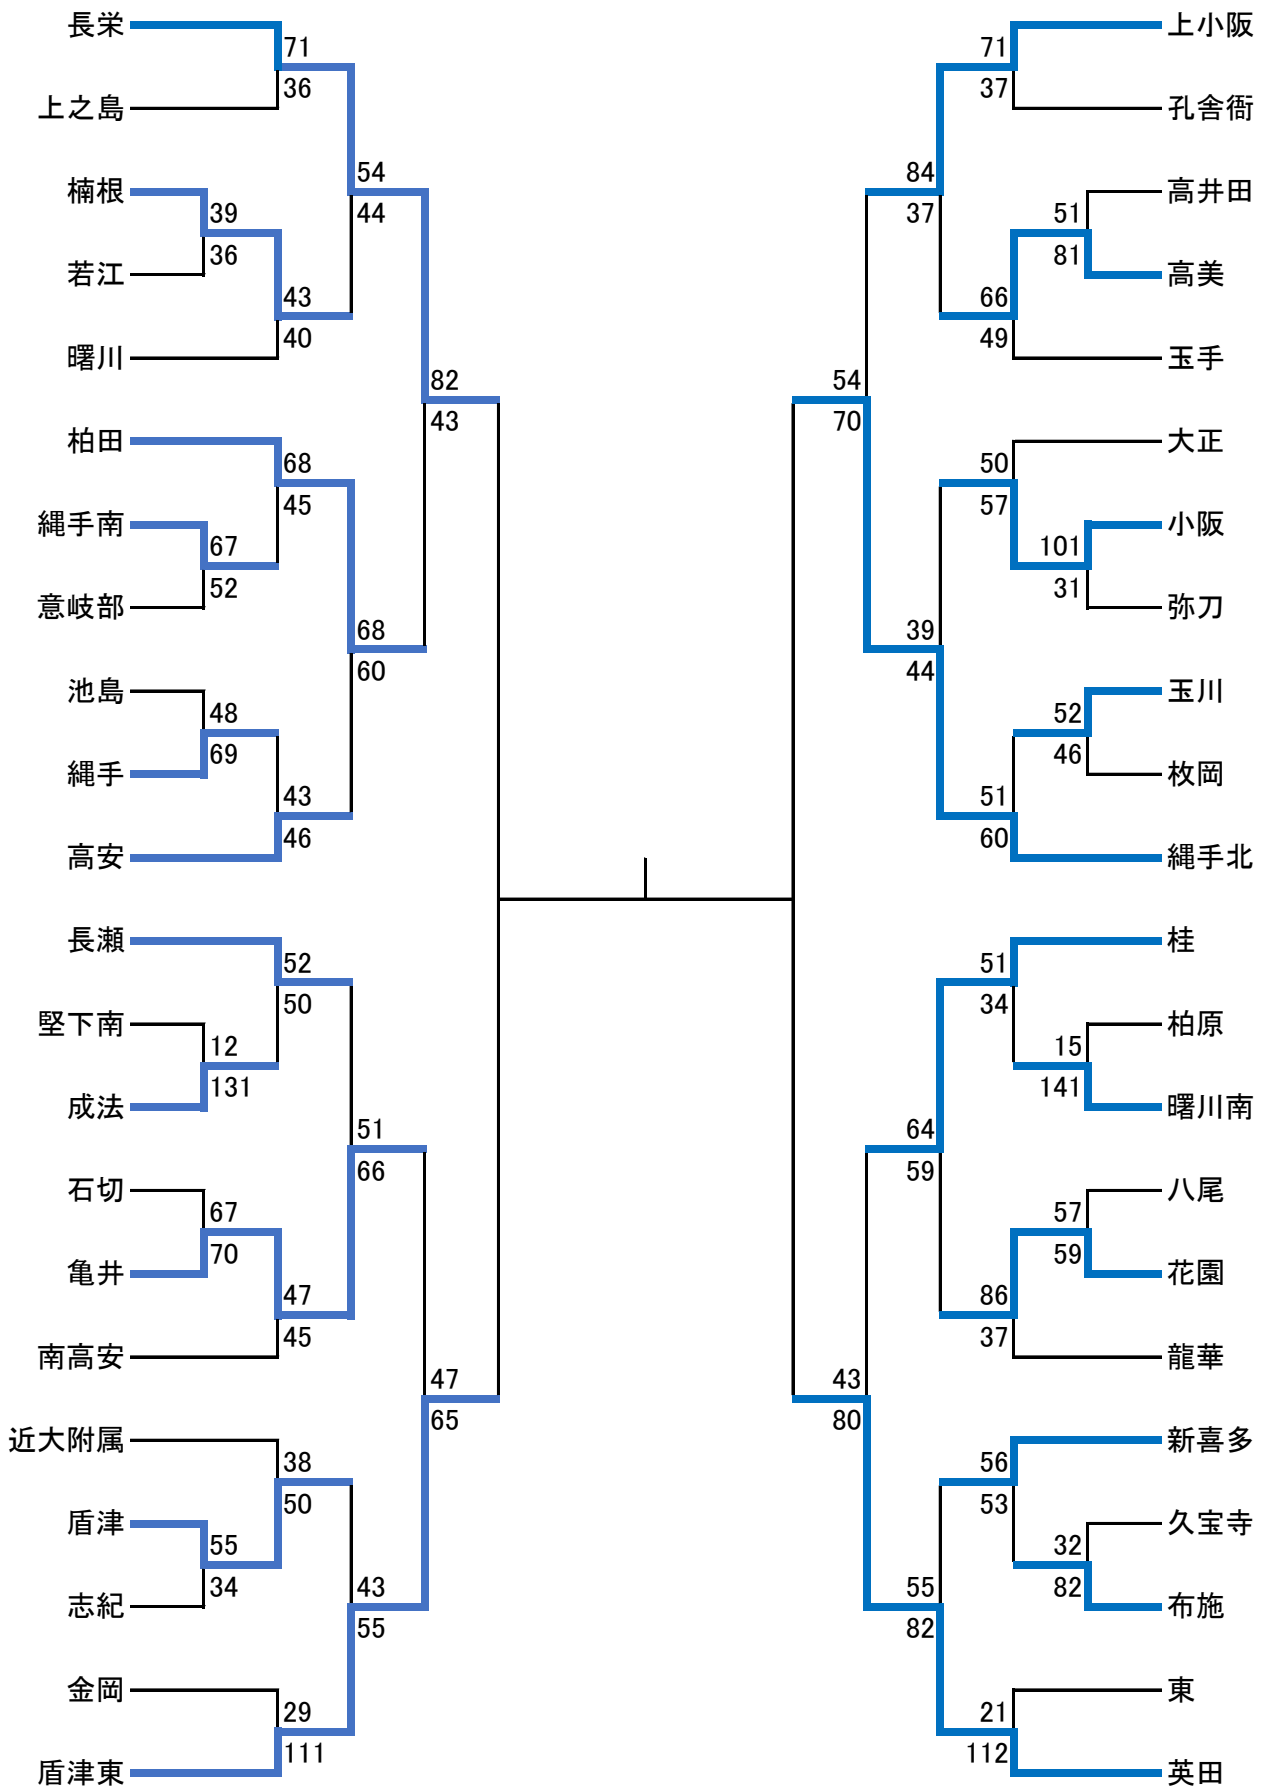 長栄
71
36
上之島
54
44
楠根
39
36
若江
43
40
曙川
82
43
柏田
68
45
縄手南
67
52
意岐部
68
60
池島
48
69
縄手
43
46
高安
長瀬
52
50
堅下南
12
131
成法
51
66
石切
67
70
亀井
47
45
南高安
47
65
近大附属
38
50
盾津
55
34
志紀
43
55
金岡
29
111
盾津東
上小阪
71
37
孔舎衙
84
37
高井田
51
81
高美
66
49
玉手
54
70
大正
50
57
小阪
101
31
弥刀
39
44
玉川
52
46
枚岡
51
60
縄手北
桂
51
34
柏原
15
141
曙川南
64
59
八尾
57
59
花園
86
37
龍華
43
80
新喜多
56
53
久宝寺
32
82
布施
55
82
東
21
112
英田